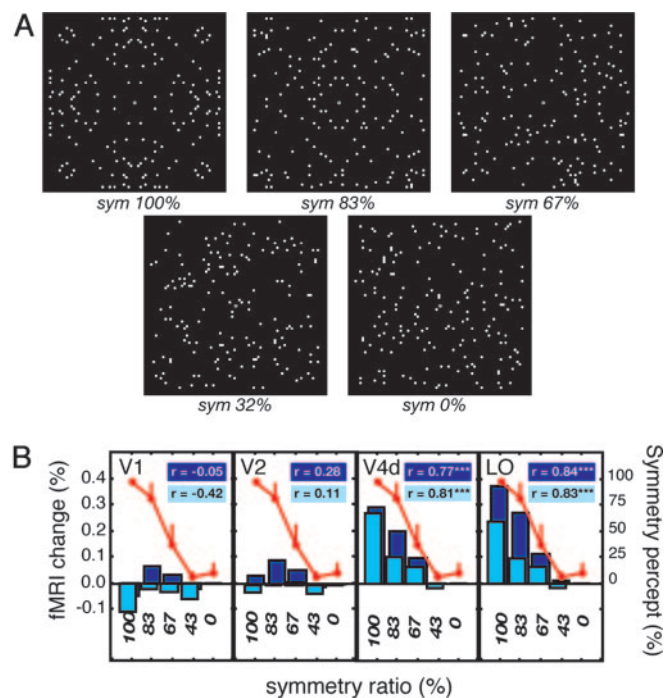 A
sym 100% sym 83% sym 67%
sym 32% sym 0%
B
V1 r = -0.05 V2 r = 0.28 V4d r = 0.77*** LO r = 0.84***
r = -0.42 r = 0.11 r = 0.81*** r = 0.83***
fMRI change (%)
0.4
0.3
0.2
0.1
0.0
-0.1
100 83 67 43 0 100 83 67 43 0 100 83 67 43 0 100 83 67 43 0
100
75
50
25
0
Symmetry percept (%)
symmetry ratio (%)